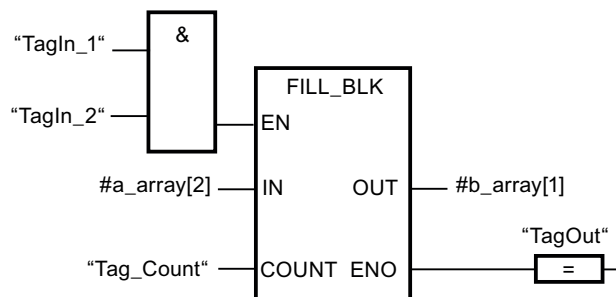 &
“TagIn_1“
FILL_BLK
“TagIn_2“
EN
#a_array[2] IN OUT #b_array[1]
“TagOut“
“Tag_Count“ COUNT ENO =